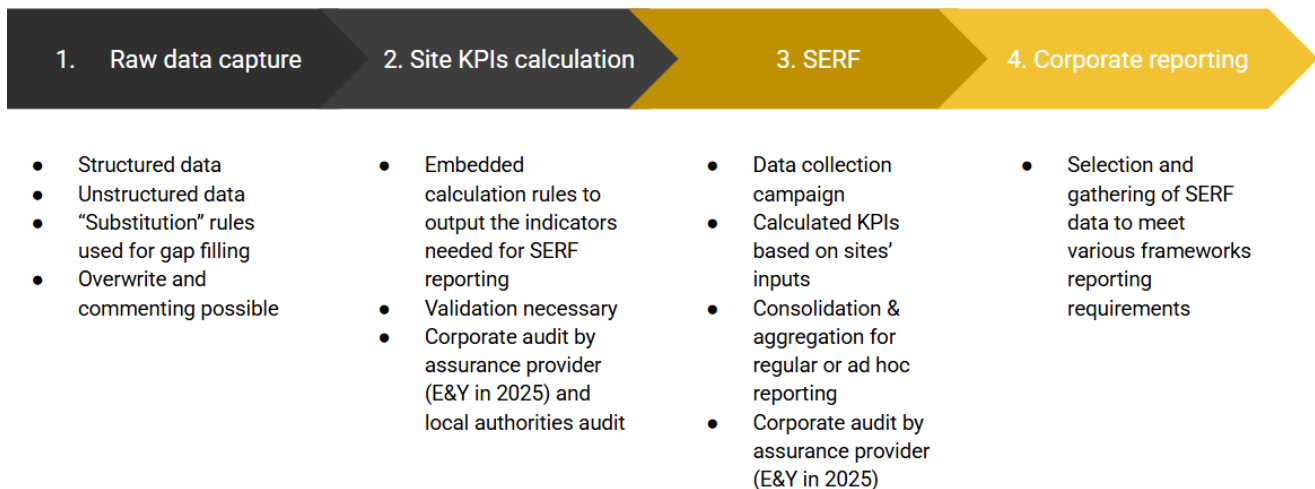 1. Raw data capture
2. Site KPIs calculation
3. SERF
4. Corporate reporting
● Structured data
● Unstructured data
● “Substitution” rules
used for gap filling
● Overwrite and
commenting possible
● Embedded
calculation rules to
output the indicators
needed for SERF
reporting
● Validation necessary
● Corporate audit by
assurance provider
(E&Y in 2025) and
local authorities audit
● Data collection
campaign
● Calculated KPIs
based on sites’
inputs
● Consolidation &
aggregation for
regular or ad hoc
reporting
● Corporate audit by
assurance provider
(E&Y in 2025)
● Selection and
gathering of SERF
data to meet
various frameworks
reporting
requirements